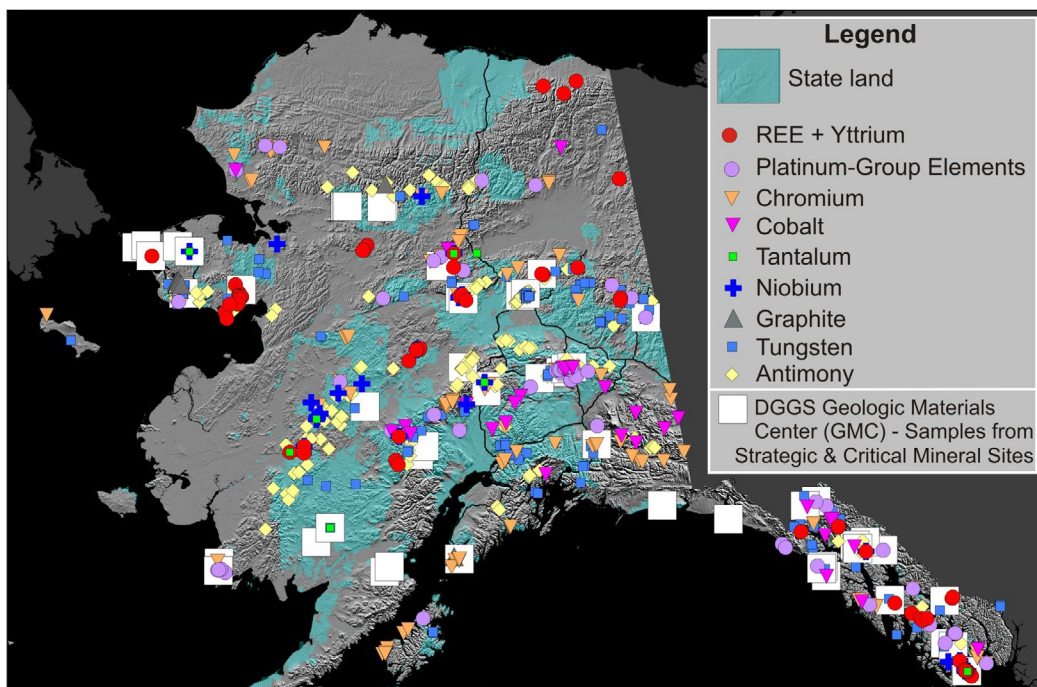 Legend
State land
REE + Yttrium
Platinum-Group Elements
Chromium
Cobalt
Tantalum
Niobium
Graphite
Tungsten
Antimony
DGGS Geologic Materials
Center (GMC) - Samples from
Strategic & Critical Mineral Sites